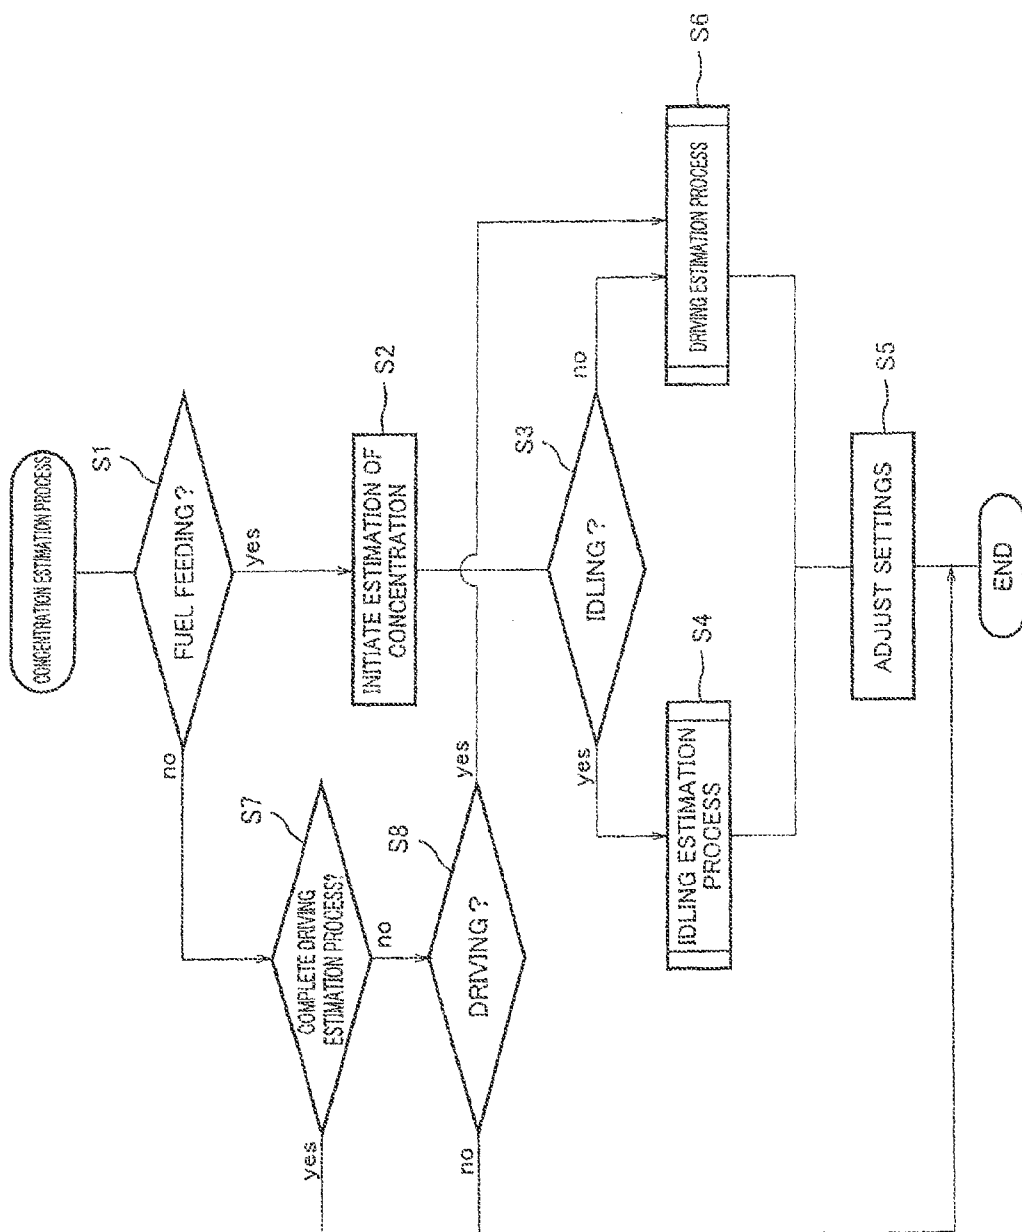 CONCENTRATION ESTIMATION PROCESS
S1
FUEL FEEDING?
no
yes
S2
INITIATE ESTIMATION OF
CONCENTRATION
S7
COMPLETE DRIVING
ESTIMATION PROCESS?
yes
no
S8
DRIVING?
yes
no
S3
IDLING?
yes
no
S4
IDLING ESTIMATION
PROCESS
S6
DRIVING ESTIMATION PROCESS
S5
ADJUST SETTINGS
END